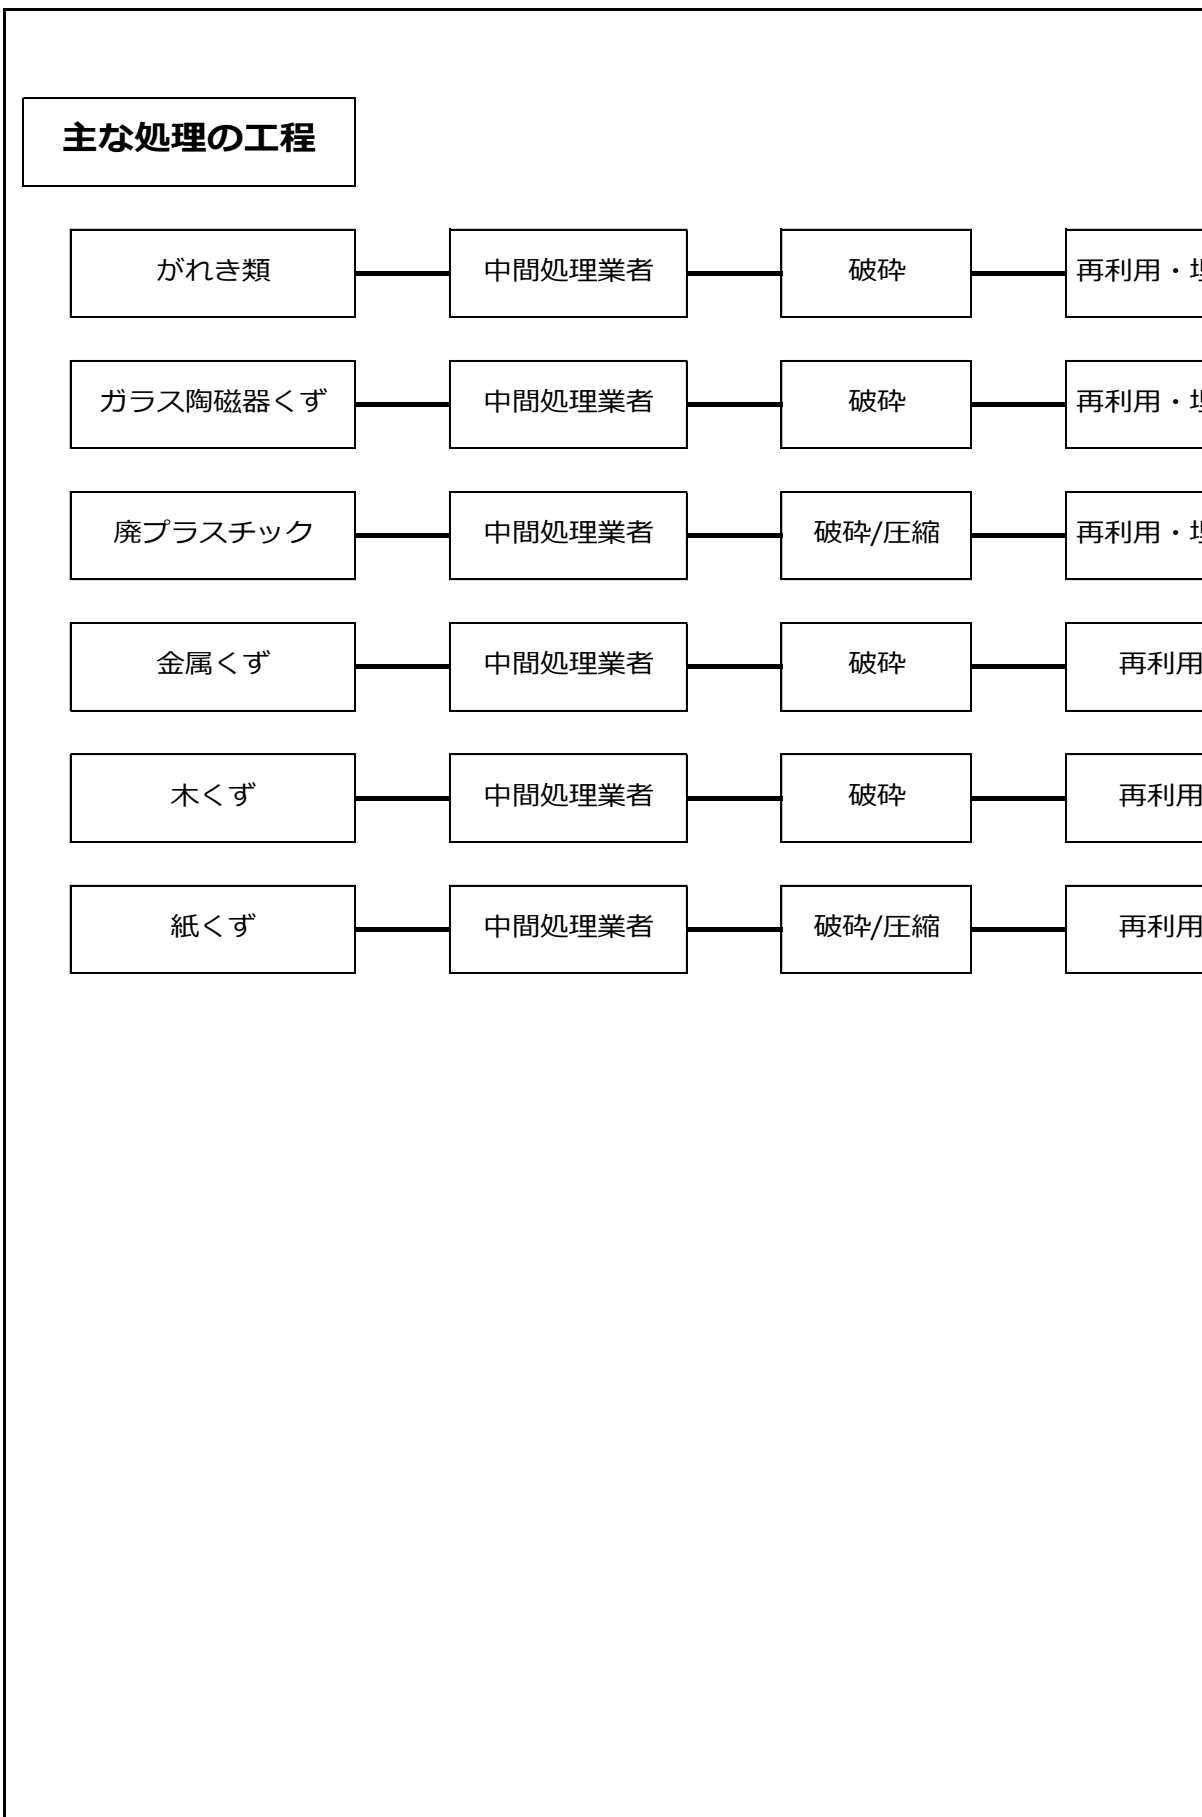 主な処理の工程
がれき類 中間処理業者 破砕 再利用・
ガラス陶磁器くず 中間処理業者 破砕 再利用・
廃プラスチック 中間処理業者 破砕/圧縮 再利用・
金属くず 中間処理業者 破砕 再利用
木くず 中間処理業者 破砕 再利用
紙くず 中間処理業者 破砕/圧縮 再利用